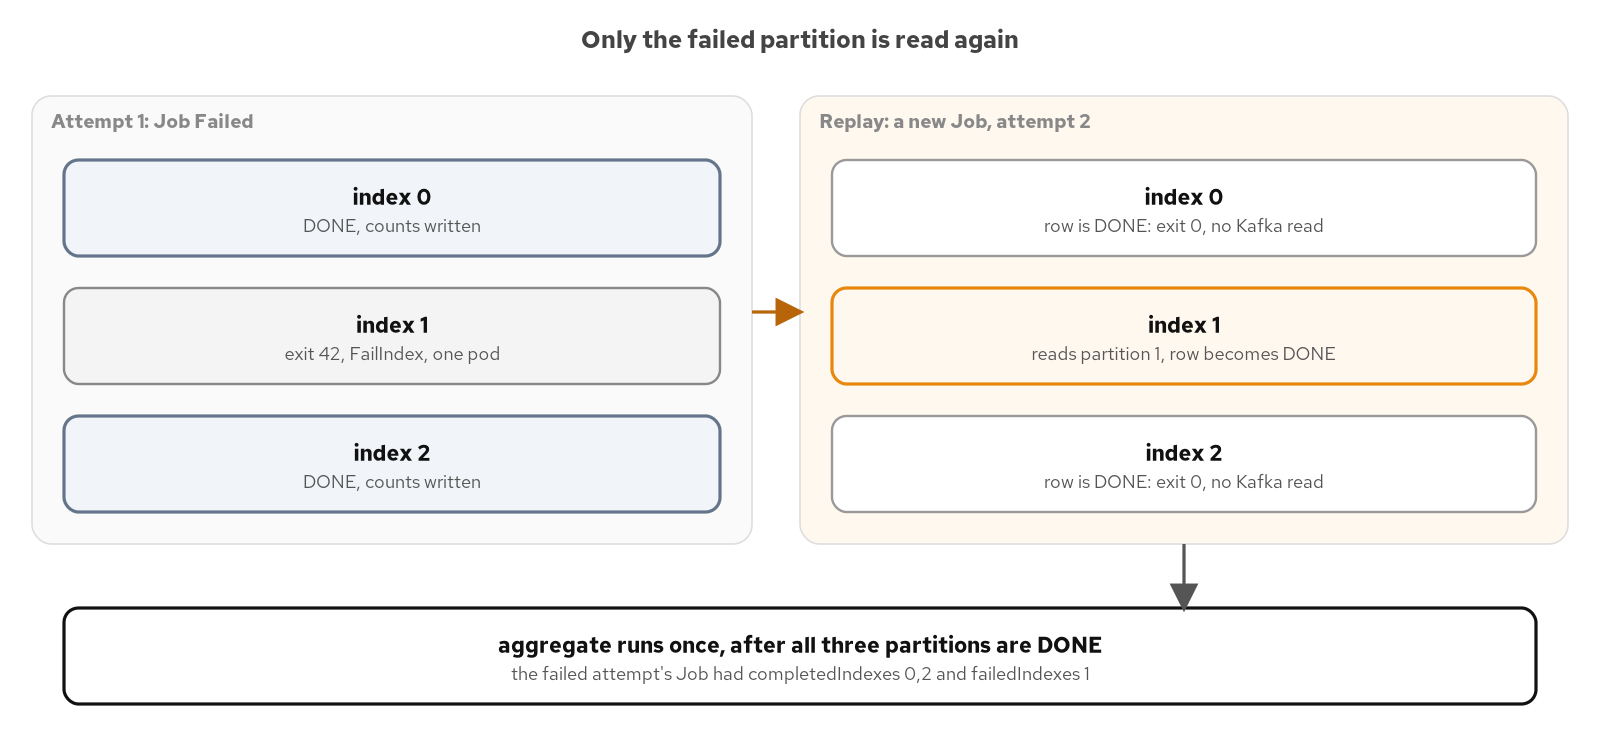 Only the failed partition is read again
Attempt 1: Job Failed
index 0
DONE, counts written
index 1
exit 42, FailIndex, one pod
index 2
DONE, counts written
Replay: a new Job, attempt 2
index 0
row is DONE: exit 0, no Kafka read
index 1
reads partition 1, row becomes DONE
index 2
row is DONE: exit 0, no Kafka read
aggregate runs once, after all three partitions are DONE
the failed attempt's Job had completedIndexes 0,2 and failedIndexes 1